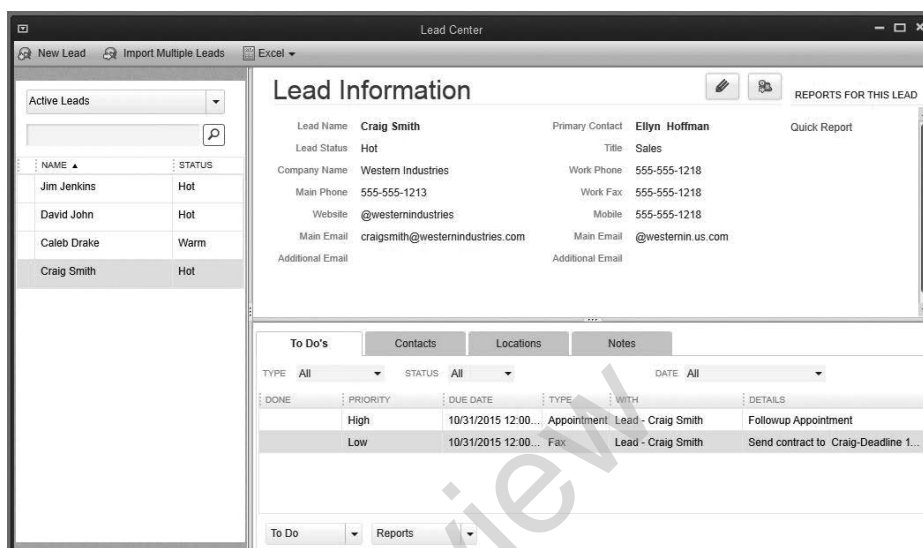 Lead Center
New Lead Import Multiple Leads Excel
Active Leads
NAME STATUS
Jim Jenkins Hot
David John Hot
Caleb Drake Warm
Craig Smith Hot
Lead Information
REPORTS FOR THIS LEAD
Quick Report
Lead Name Craig Smith
Lead Status Hot
Company Name Western Industries
Main Phone 555-555-1213
Website @westernindustries
Main Email craigsmith@westernindustries.com
Additional Email
Primary Contact Ellyn Hoffman
Title Sales
Work Phone 555-555-1218
Work Fax 555-555-1218
Mobile 555-555-1218
Main Email @westernin.us.com
Additional Email
To Do's Contacts Locations Notes
TYPE All STATUS All DATE All
DONE PRIORITY DUE DATE TYPE WITH DETAILS
High 10/31/2015 12:00... Appointment Lead - Craig Smith Followup Appointment
Low 10/31/2015 12:00... Fax Lead - Craig Smith Send contract to Craig-Deadline 1...
To Do Reports
view